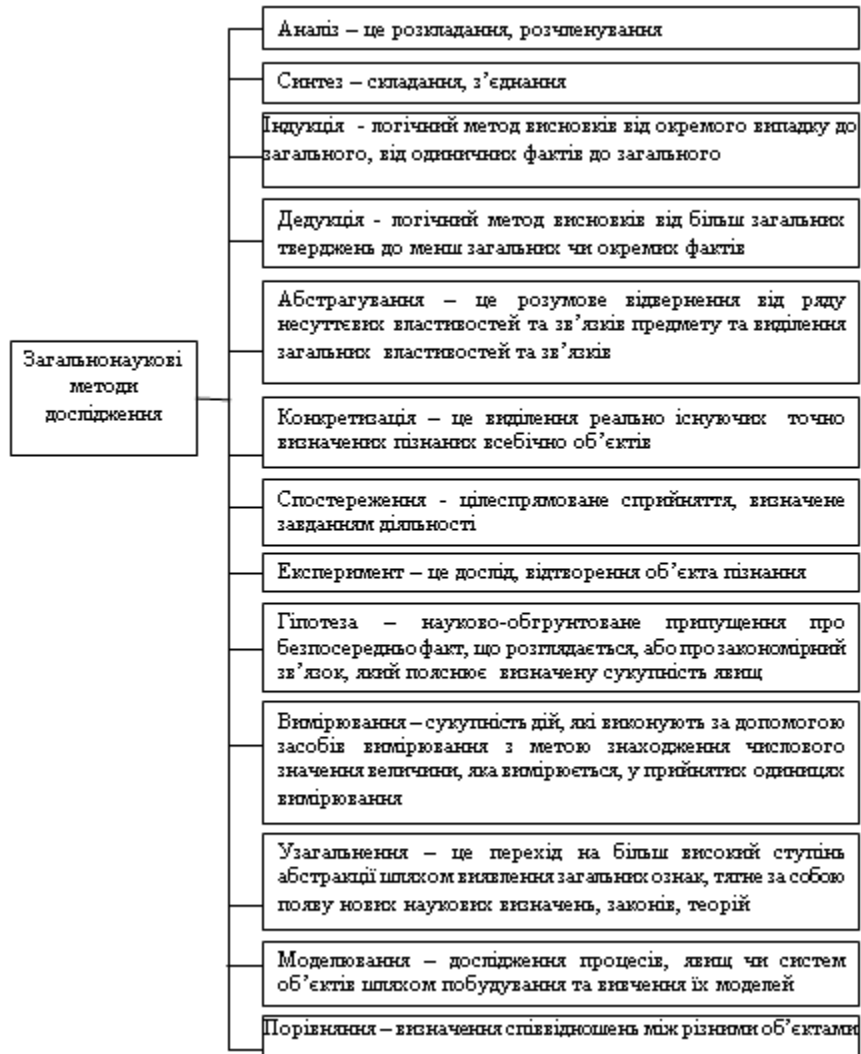 Аналіз – це розкладання, розчленування
Синтез – складання, з’єднання
Індукція - логічний метод висновків від окремого випадку до
загального, від одиничних фактів до загального
Дедукція - логічний метод висновків від більш загальних
тверджень до менш загальних чи окремих фактів
Абстрагування – це розумове відвернення від ряду
несуттєвих властивостей та зв’язків предмету та виділення
загальних властивостей та зв’язків
Загальнонаукові
методи
дослідження
Конкретизація – це виділення реально існуючих точно
визначених пізнаних всебічно об’єктів
Спостереження - цілеспрямоване сприйняття, визначене
завданням діяльності
Експеримент – це дослід, відтворення об’єкта пізнання
Гіпотеза – науково-обгрунтоване припущення про
безпосередньо факт, що розглядається, або про закономірний
зв’язок, який пояснює визначену сукупність явищ
Вимірювання – сукупність дій, які виконують за допомогою
засобів вимірювання з метою знаходження числового
значення величини, яка вимірюється, у прийнятих одиницях
вимірювання
Узагальнення – це перехід на більш високий ступінь
абстракції шляхом виявлення загальних ознак, тягне за собою
появу нових наукових визначень, законів, теорій
Моделювання – дослідження процесів, явищ чи систем
об’єктів шляхом побудування та вивчення їх моделей
Порівняння – визначення співвідношень між різними об’єктами